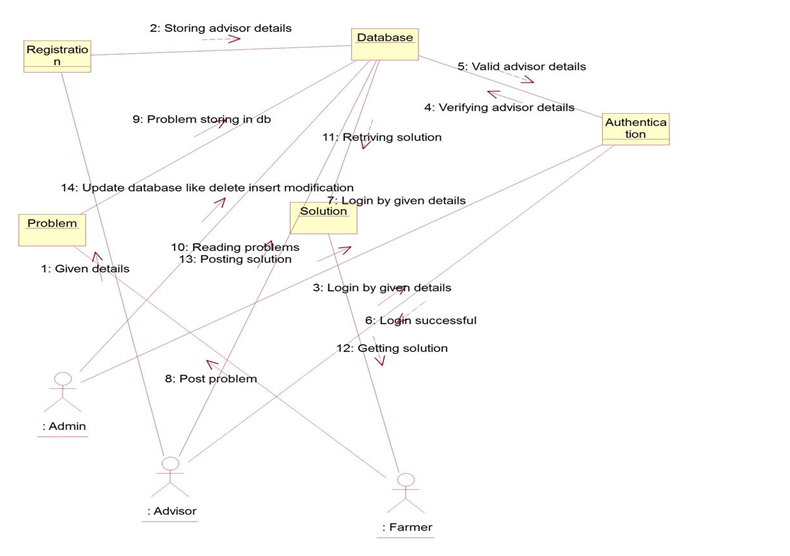 2: Storing advisor details
Database
Registratio
n
5: Valid advisor details
4: Verifying advisor details
9: Problem storing in db
Authentica
tion
11: Retriving solution
14: Update database like delete insert modification
7: Login by given details
Solution
Problem
10: Reading problems
13: Posting solution
1: Given details
3: Login by given details
6: Login successful
12: Getting solution
8: Post problem
: Admin
: Advisor
: Farmer